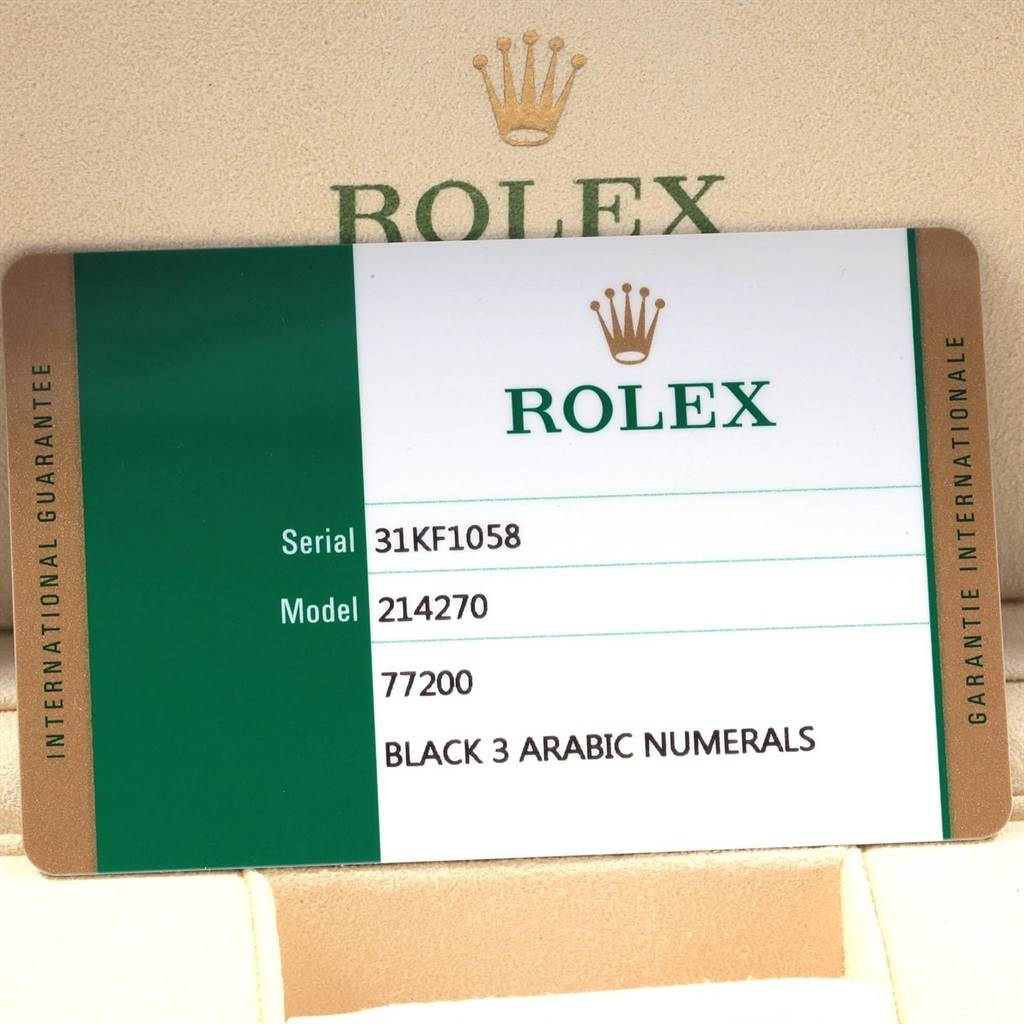 ROLEX
ROLEX
INTERNATIONAL GUARANTEE
Serial 31KF1058
Model 214270
77200
BLACK 3 ARABIC NUMERALS
GARANTIE INTERNATIONALE